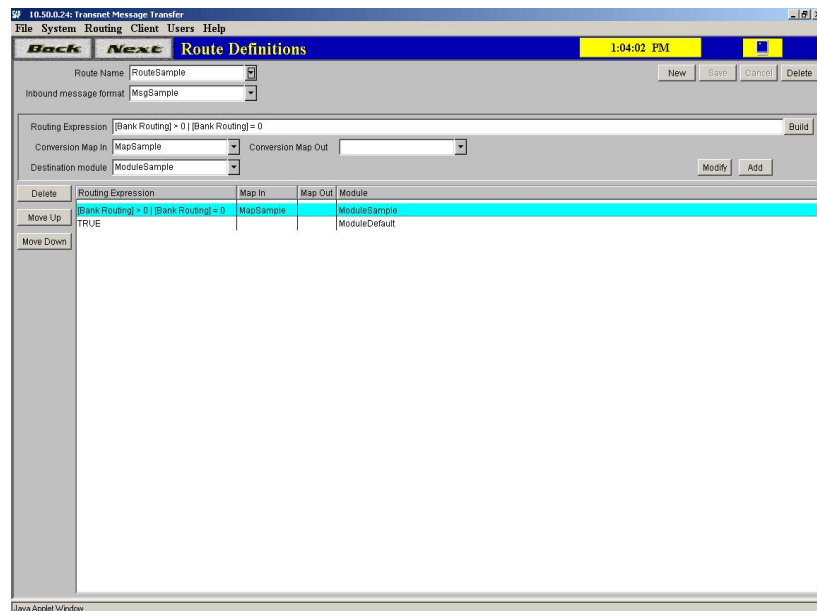 10.50.0.24: Transnet Message Transfer
File System Routing Client Users Help
Back Next Route Definitions 1:04:02 PM
Route Name RouteSample New Save Cancel Delete
Inbound message format MsgSample
Routing Expression [Bank Routing] > 0 | [Bank Routing] = 0 Build
Conversion Map In MapSample Conversion Map Out
Destination module ModuleSample Modify Add
Delete Routing Expression Map In Map Out Module
[Bank Routing] > 0 | [Bank Routing] = 0 MapSample ModuleSample
Move Up
TRUE ModuleDefault
Move Down
Java Applet Window